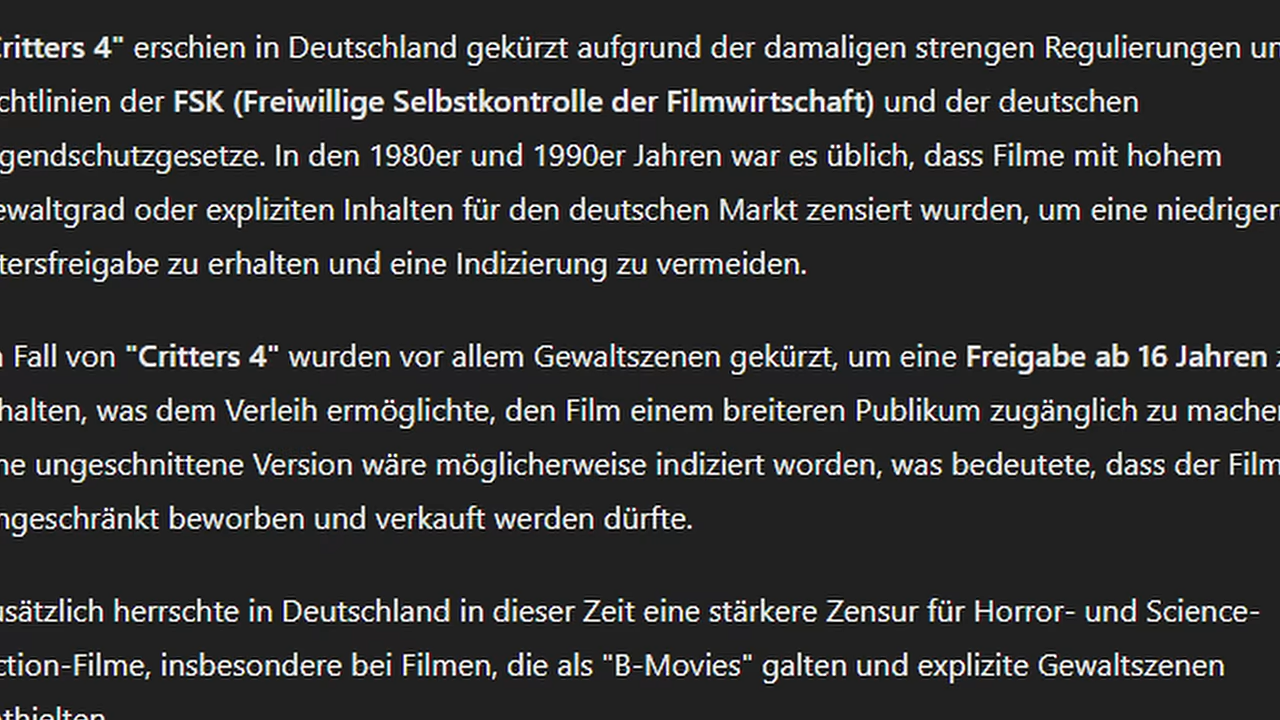 Critters 4" erschien in Deutschland gekürzt aufgrund der damaligen strengen Regulierungen un
chtlinien der FSK (Freiwillige Selbstkontrolle der Filmwirtschaft) und der deutschen
gendschutzgesetze. In den 1980er und 1990er Jahren war es üblich, dass Filme mit hohem
ewaltgrad oder expliziten Inhalten für den deutschen Markt zensiert wurden, um eine niedriger
tersfreigabe zu erhalten und eine Indizierung zu vermeiden.
Fall von "Critters 4" wurden vor allem Gewaltszenen gekürzt, um eine Freigabe ab 16 Jahren z
halten, was dem Verleih ermöglichte, den Film einem breiteren Publikum zugänglich zu machen
ne ungeschnittene Version wäre möglicherweise indiziert worden, was bedeutete, dass der Film
ngeschränkt beworben und verkauft werden dürfte.
usätzlich herrschte in Deutschland in dieser Zeit eine stärkere Zensur für Horror- und Science-
ction-Filme, insbesondere bei Filmen, die als "B-Movies" galten und explizite Gewaltszenen
thielten